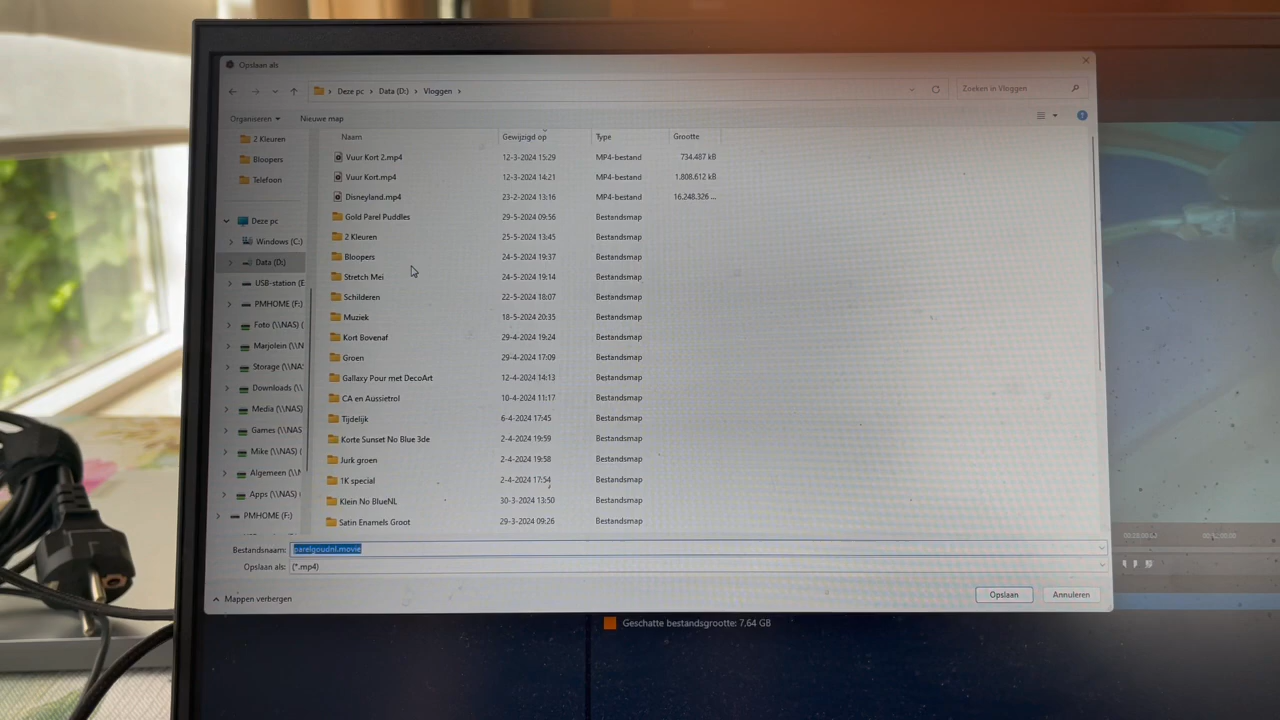 Opslaan als
Deze pc > Data (D:) > Vloggen >
Zoeken in Vloggen
Organiseren
Nieuwe map
2 Kleuren
Bloopers
Telefoon
Deze pc
Windows (C:)
Data (D:)
USB-station (E
PMHOME (F:)
Foto (\\NAS) (
Marjolein (\\N
Storage (\\NAS
Downloads (\\
Media (\\NAS)
Games (\\NAS
Mike (\\NAS) (
Algemeen (\\NAS
Apps (\\NAS) (
PMHOME (F:)
Naam Gewijzigd op Type Grootte
Vuur Kort 2.mp4 12-3-2024 15:29 MP4-bestand 734.487 kB
Vuur Kort.mp4 12-3-2024 14:21 MP4-bestand 1.808.612 kB
Disneyland.mp4 23-2-2024 13:16 MP4-bestand 16.248.326 ...
Gold Parel Puddles 29-5-2024 09:56 Bestandsmap
2 Kleuren 25-5-2024 13:45 Bestandsmap
Bloopers 24-5-2024 19:37 Bestandsmap
Stretch Mei 24-5-2024 19:14 Bestandsmap
Schilderen 22-5-2024 18:07 Bestandsmap
Muziek 18-5-2024 20:35 Bestandsmap
Kort Bovenaf 29-4-2024 19:24 Bestandsmap
Groen 29-4-2024 17:09 Bestandsmap
Gallaxy Pour met DecoArt 12-4-2024 14:13 Bestandsmap
CA en Aussietrol 10-4-2024 11:17 Bestandsmap
Tijdelijk 6-4-2024 17:45 Bestandsmap
Korte Sunset No Blue 3de 2-4-2024 19:59 Bestandsmap
Jurk groen 2-4-2024 19:58 Bestandsmap
1K special 2-4-2024 17:54 Bestandsmap
Klein No BlueNL 30-3-2024 13:50 Bestandsmap
Satin Enamels Groot 29-3-2024 09:26 Bestandsmap
Bestandsnaam: parelgoudnl.movie
Opslaan als: (*.mp4)
Mappen verbergen
Opslaan
Annuleren
Geschatte bestandsgrootte: 7,64 GB